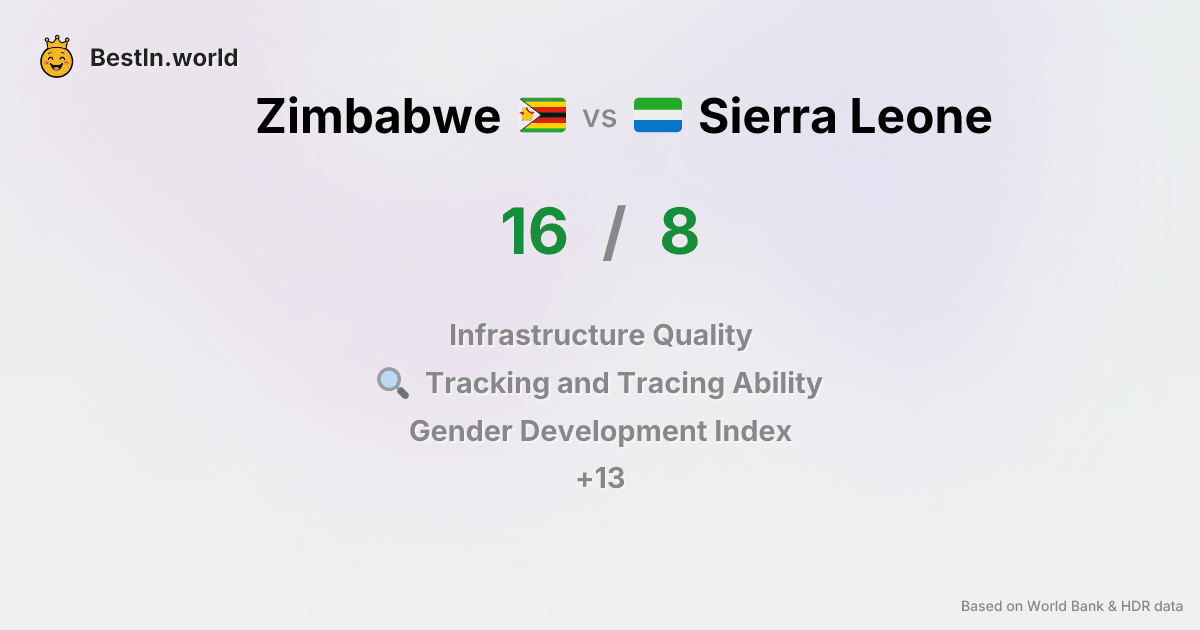 BestIn.world
Zimbabwe vs Sierra Leone
16 / 8
Infrastructure Quality
Tracking and Tracing Ability
Gender Development Index
+13
Based on World Bank & HDR data